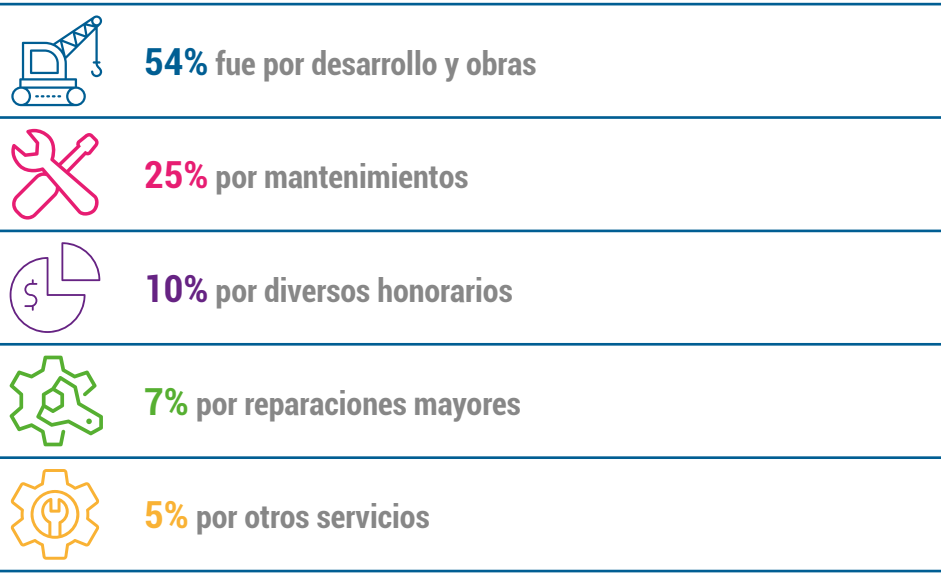 54% fue por desarrollo y obras
25% por mantenimientos
$
10% por diversos honorarios
7% por reparaciones mayores
5% por otros servicios